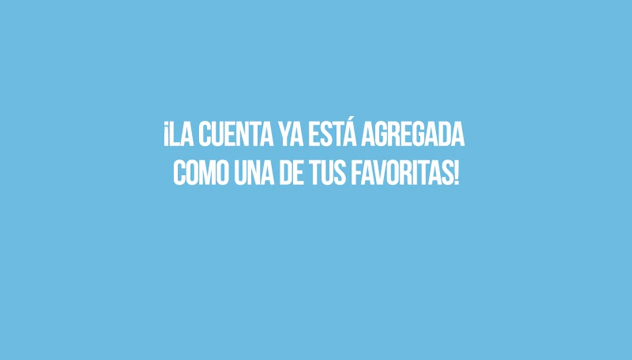 ¡LA CUENTA YA ESTÁ AGREGADA
COMO UNA DE TUS FAVORITAS!